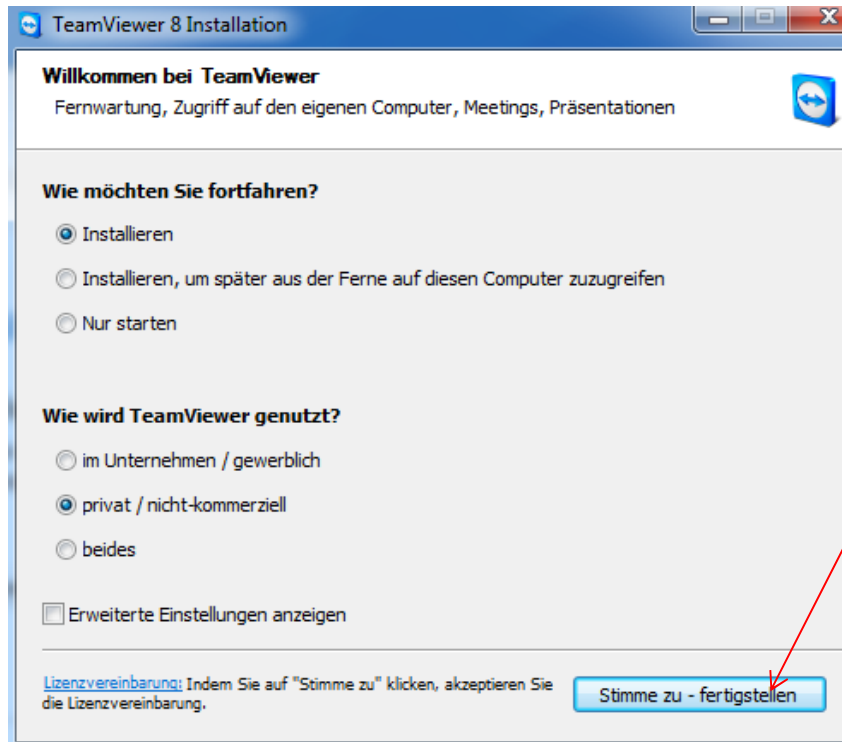 TeamViewer 8 Installation
Willkommen bei TeamViewer
Fernwartung, Zugriff auf den eigenen Computer, Meetings, Präsentationen
Wie möchten Sie fortfahren?
Installieren
Installieren, um später aus der Ferne auf diesen Computer zuzugreifen
Nur starten
Wie wird TeamViewer genutzt?
im Unternehmen / gewerblich
privat / nicht-kommerziell
beides
Erweiterte Einstellungen anzeigen
Lizenzvereinbarung: Indem Sie auf "Stimme zu" klicken, akzeptieren Sie
die Lizenzvereinbarung.
Stimme zu - fertigstellen